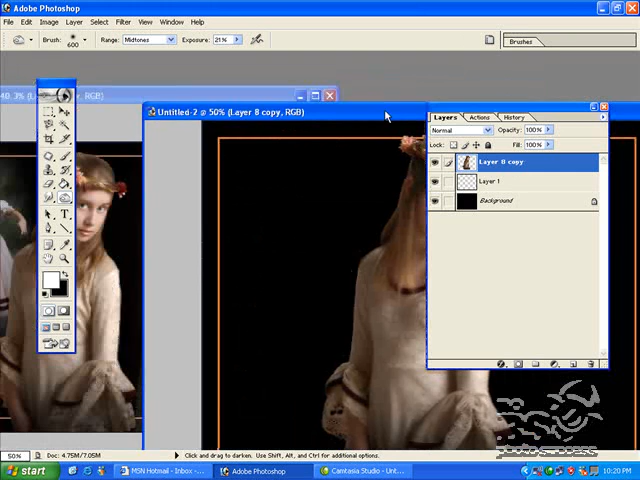 Adobe Photoshop
File Edit Image Layer Select Filter View Window Help
Brush: 600 Range: Midtones Exposure: 21% Brushes
Untitled-2 @ 50% (Layer 8 copy, RGB)
Layers Actions History
Normal Opacity: 100%
Lock: Fill: 100%
Layer 8 copy
Layer 1
Background
50% Doc: 4.75M/7.05M Click and drag to darken. Use Shift, Alt, and Ctrl for additional options.
start MSN Hotmail - Inbox -... Adobe Photoshop Camtasia Studio - Unt... 10:20 PM
photosuccess